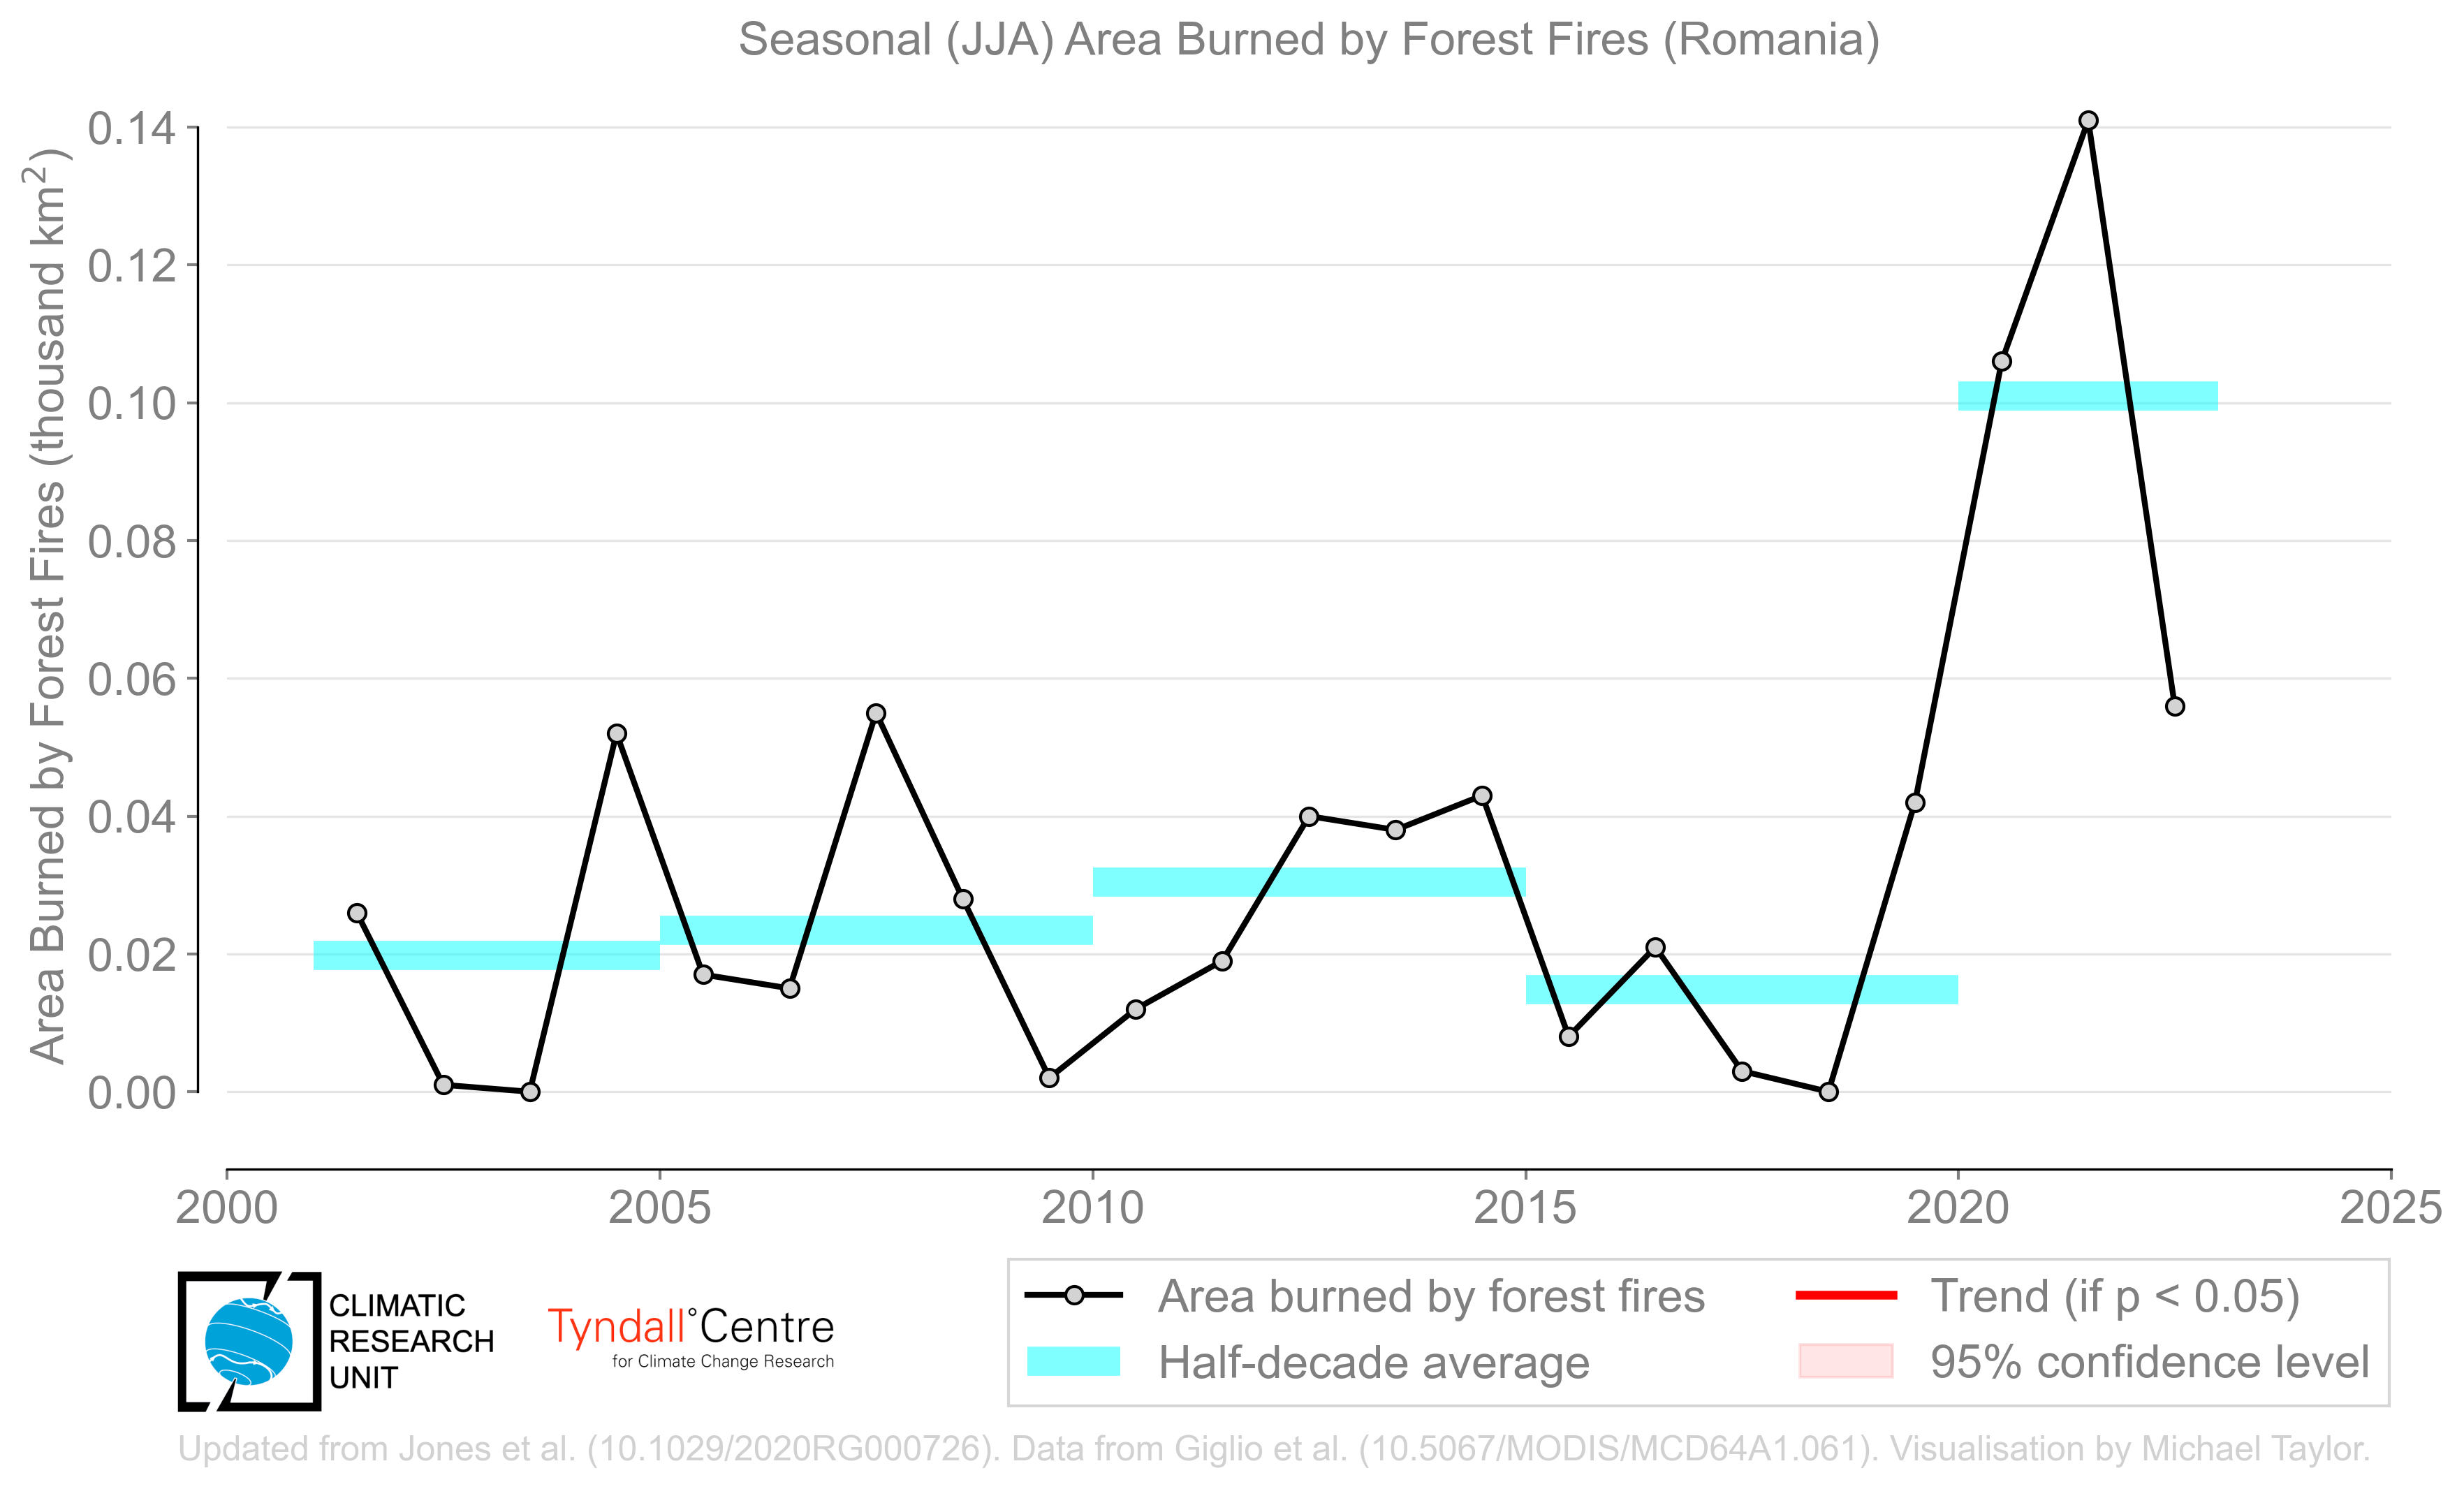 Seasonal (JJA) Area Burned by Forest Fires (Romania)
Area Burned by Forest Fires (thousand km²)
0.14
0.12
0.10
0.08
0.06
0.04
0.02
0.00
2000 2005 2010 2015 2020 2025
CLIMATIC
RESEARCH
UNIT
Tyndall°Centre
for Climate Change Research
Area burned by forest fires
Half-decade average
Trend (if p < 0.05)
95% confidence level
Updated from Jones et al. (10.1029/2020RG000726). Data from Giglio et al. (10.5067/MODIS/MCD64A1.061). Visualisation by Michael Taylor.